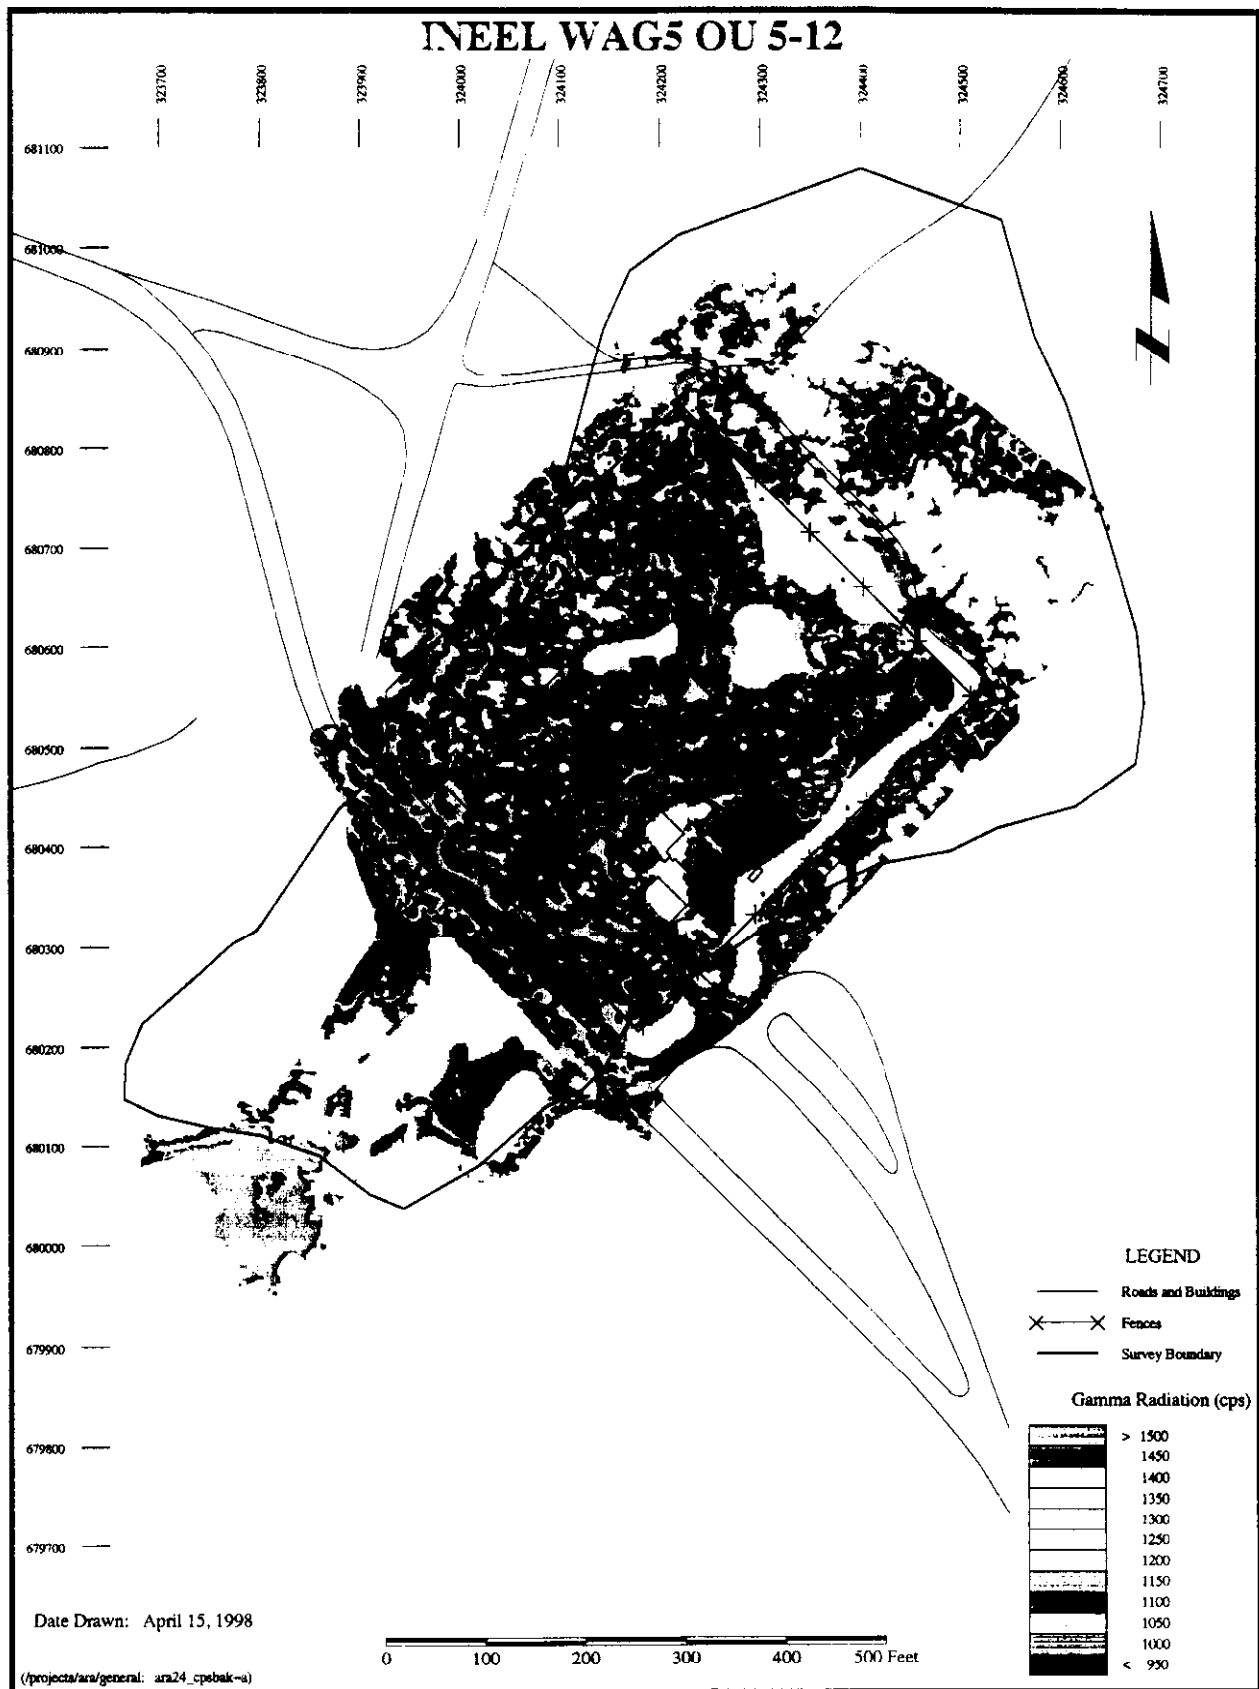 INEEL WAG5 OU 5-12
323700 323800 323900 324000 324100 324200 324300 324400 324500 324600 324700
681100
681000
680900
680800
680700
680600
680500
680400
680300
680200
680100
680000
679900
679800
679700
LEGEND
Roads and Buildings
Fences
Survey Boundary
Gamma Radiation (cps)
> 1500
1450
1400
1350
1300
1250
1200
1150
1100
1050
1000
< 950
Date Drawn: April 15, 1998
0 100 200 300 400 500 Feet
(/projects/ara/general: ara24_cpsbak-a)